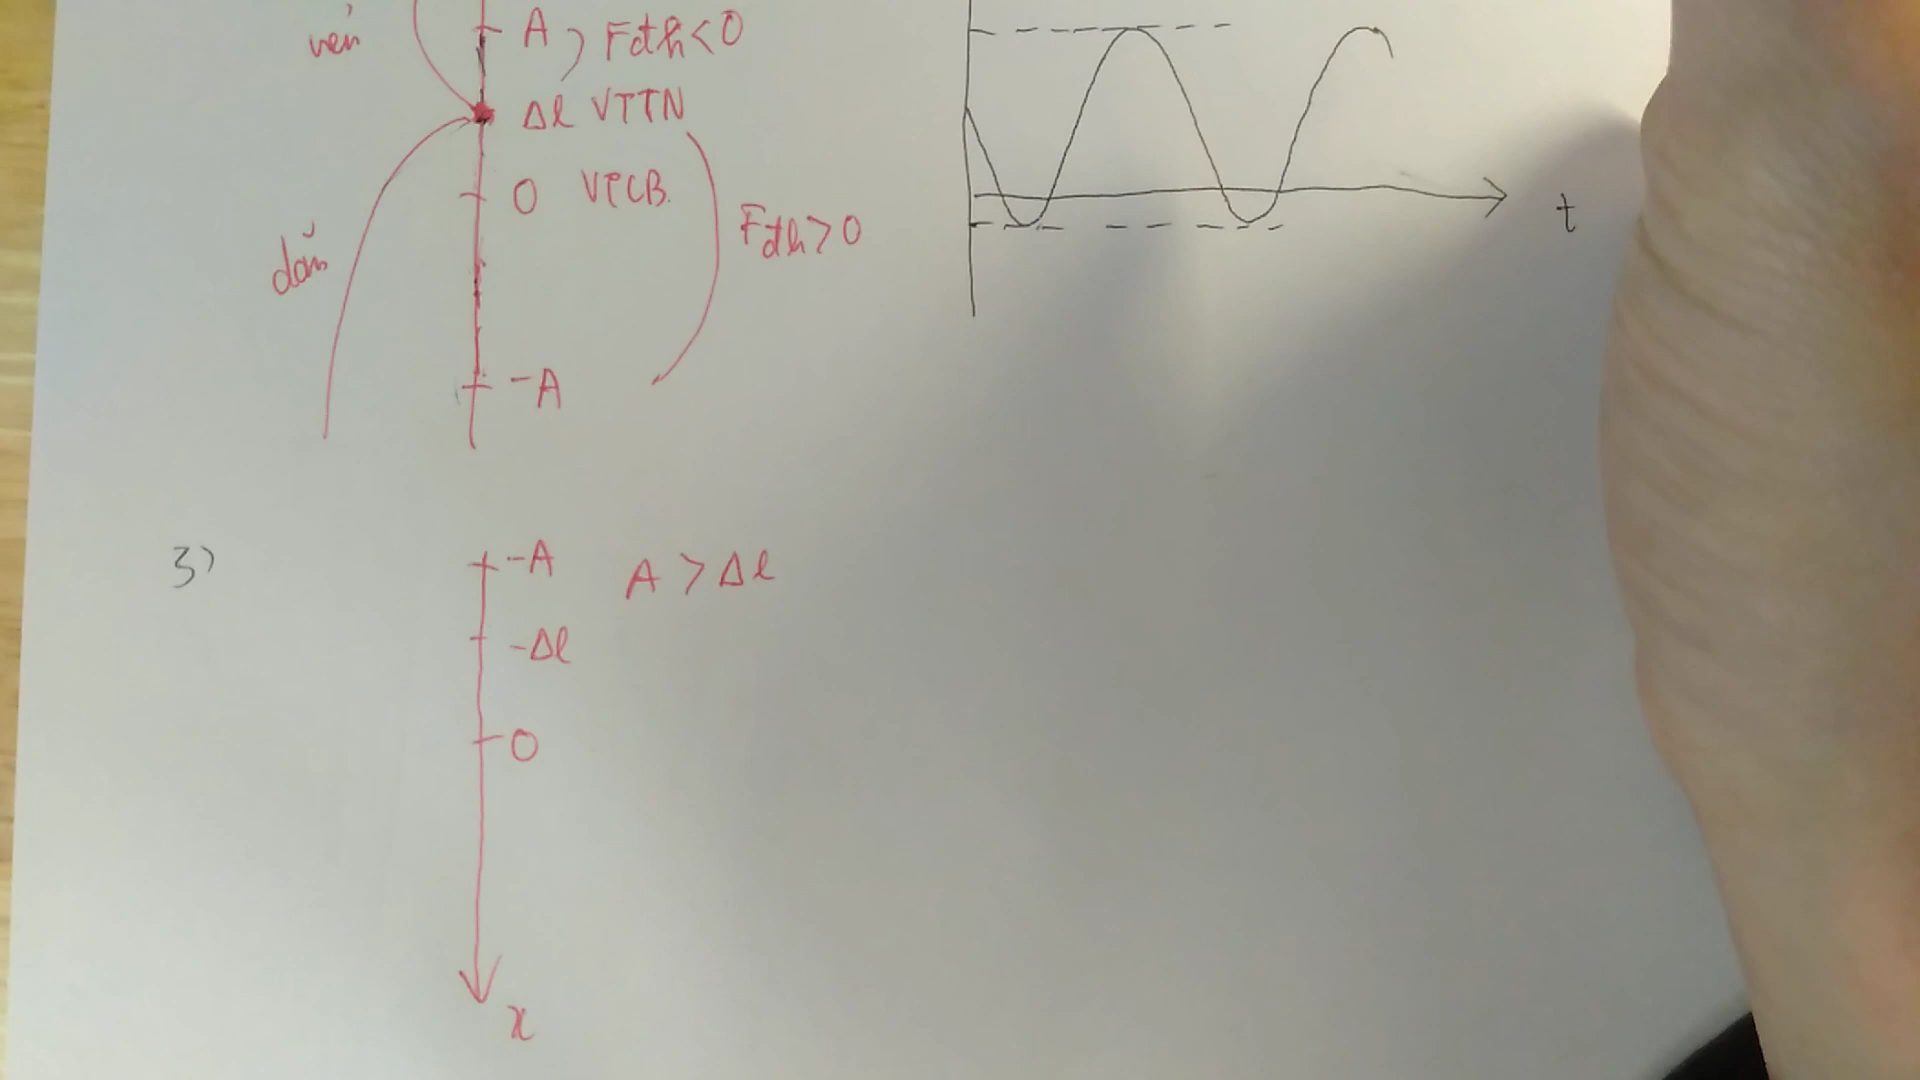 nén
A Fđh<0
Δl VTTN
O VTCB.
Fđh>0
dãn
-A
t
3)
-A A > Δl
-Δl
O
x